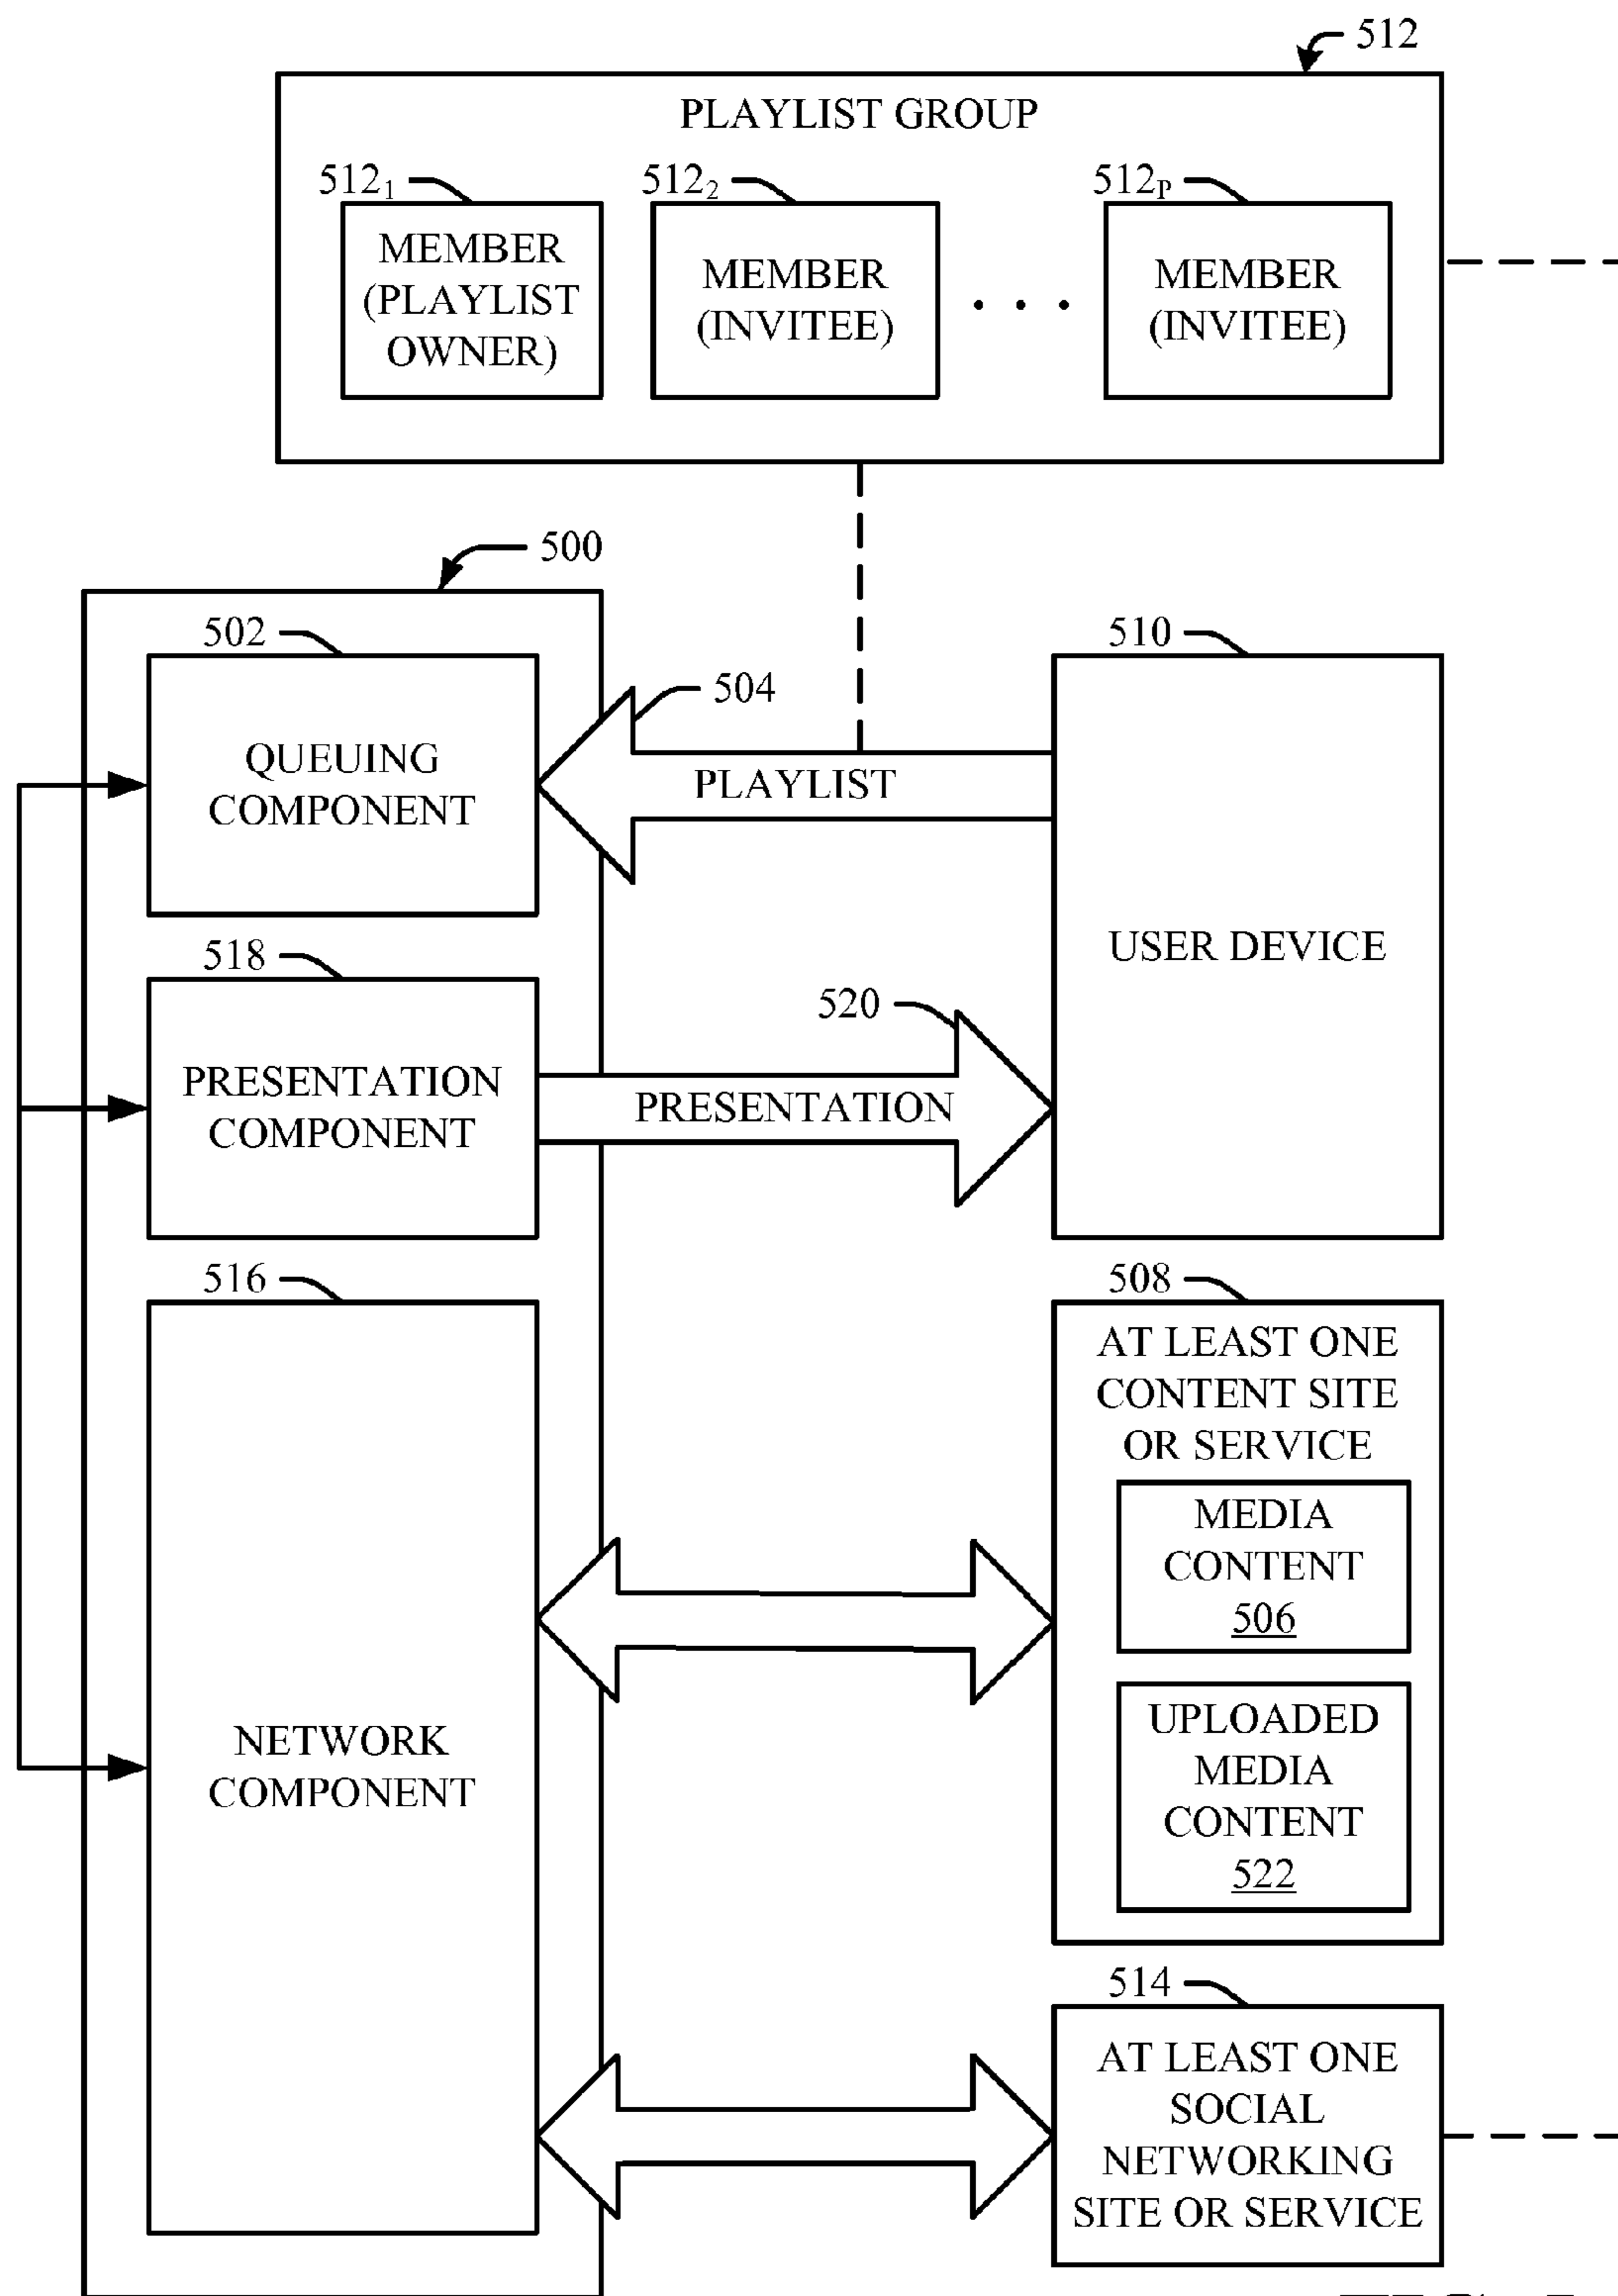 512
PLAYLIST GROUP
512₁
512₂
512ₚ
MEMBER
(PLAYLIST
OWNER)
MEMBER
(INVITEE)
. . .
MEMBER
(INVITEE)
500
502
QUEUING
COMPONENT
504
PLAYLIST
510
USER DEVICE
518
PRESENTATION
COMPONENT
520
PRESENTATION
516
NETWORK
COMPONENT
508
AT LEAST ONE
CONTENT SITE
OR SERVICE
MEDIA
CONTENT
506
UPLOADED
MEDIA
CONTENT
522
514
AT LEAST ONE
SOCIAL
NETWORKING
SITE OR SERVICE